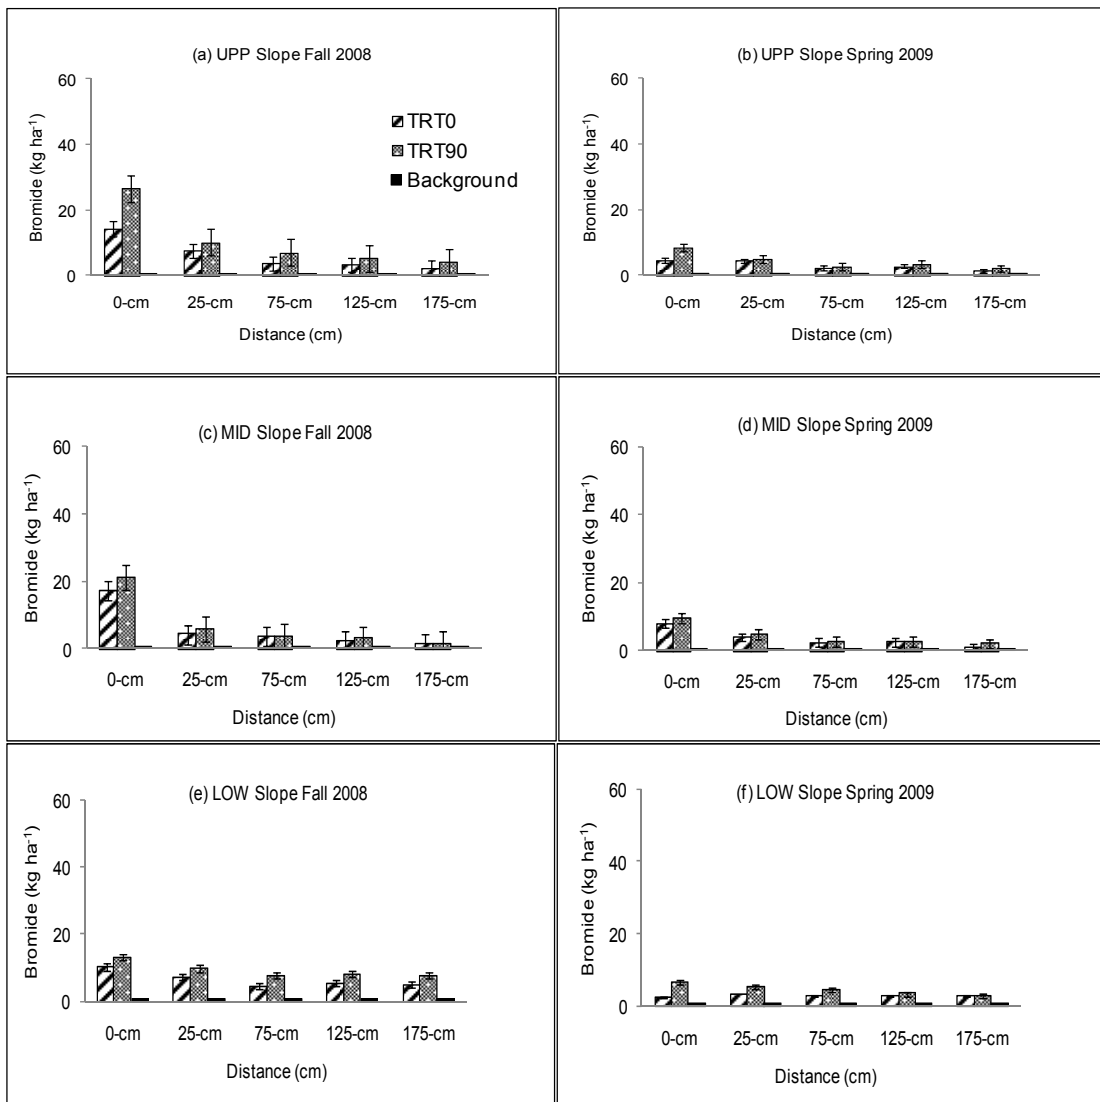 (a) UPP Slope Fall 2008
60
40
20
0
Bromide (kg ha⁻¹)
TRT0
TRT90
Background
0-cm 25-cm 75-cm 125-cm 175-cm
Distance (cm)
(b) UPP Slope Spring 2009
60
40
20
0
Bromide (kg ha⁻¹)
0-cm 25-cm 75-cm 125-cm 175-cm
Distance (cm)
(c) MID Slope Fall 2008
60
40
20
0
Bromide (kg ha⁻¹)
0-cm 25-cm 75-cm 125-cm 175-cm
Distance (cm)
(d) MID Slope Spring 2009
60
40
20
0
Bromide (kg ha⁻¹)
0-cm 25-cm 75-cm 125-cm 175-cm
Distance (cm)
(e) LOW Slope Fall 2008
60
40
20
0
Bromide (kg ha⁻¹)
0-cm 25-cm 75-cm 125-cm 175-cm
Distance (cm)
(f) LOW Slope Spring 2009
60
40
20
0
Bromide (kg ha⁻¹)
0-cm 25-cm 75-cm 125-cm 175-cm
Distance (cm)